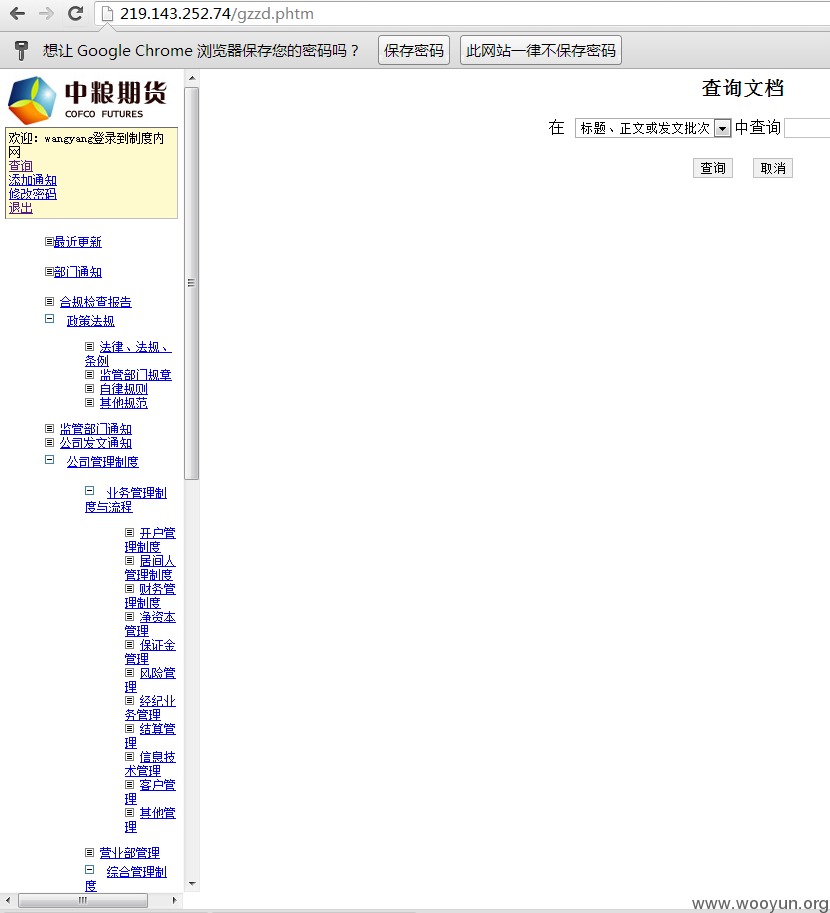 219.143.252.74/gzzd.phtm
想让 Google Chrome 浏览器保存您的密码吗？ 保存密码 此网站一律不保存密码
中粮期货
COFCO FUTURES
欢迎：wangyang登录到制度内
网
查询
添加通知
修改密码
退出
最近更新
部门通知
合规检查报告
政策法规
法律、法规、
条例
监管部门规章
自律规则
其他规范
监管部门通知
公司发文通知
公司管理制度
业务管理制
度与流程
开户管
理制度
居间人
管理制度
财务管
理制度
净资本
管理
保证金
管理
风险管
理
经纪业
务管理
结算管
理
信息技
术管理
客户管
理
其他管
理
营业部管理
综合管理制
度
查询文档
在 标题、正文或发文批次 中查询
查询 取消
www.wooyun.org